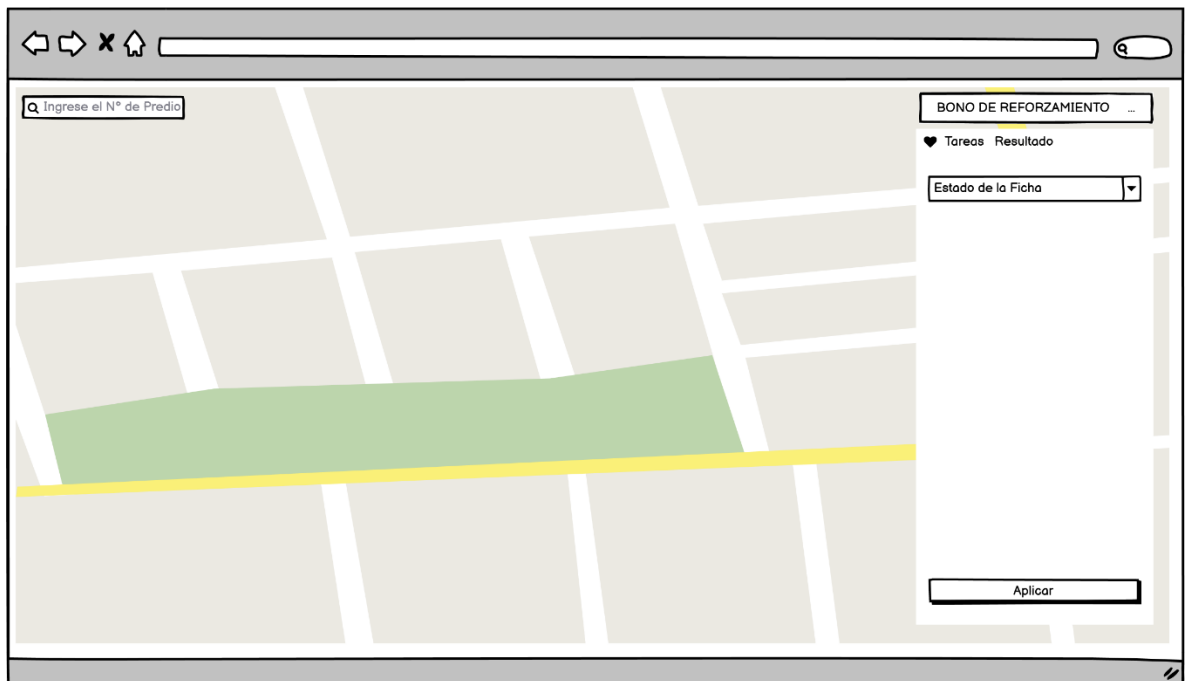 Ingrese el N° de Predio
BONO DE REFORZAMIENTO ...
Tareas Resultado
Estado de la Ficha
Aplicar